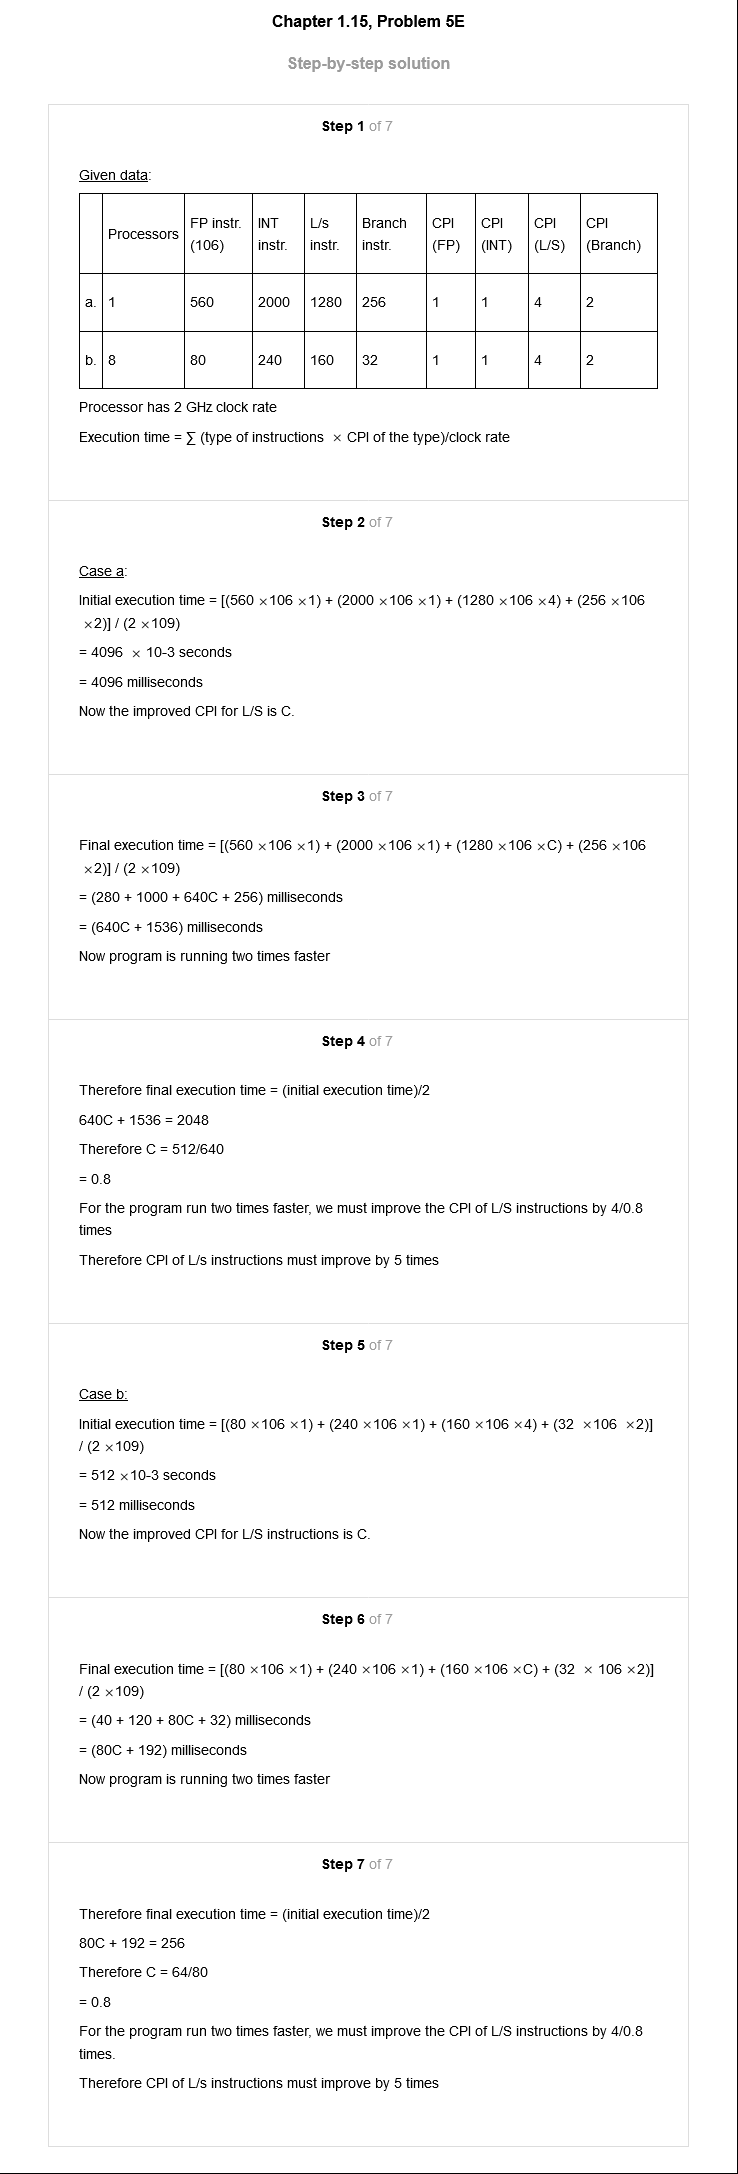 Chapter 1.15, Problem 5E
Step-by-step solution
Step 1 of 7
Given data:
Processors FP instr. (106) INT instr. L/s instr. Branch instr. CPI (FP) CPI (INT) CPI (L/S) CPI (Branch)
a. 1 560 2000 1280 256 1 1 4 2
b. 8 80 240 160 32 1 1 4 2
Processor has 2 GHz clock rate
Execution time = ∑ (type of instructions × CPI of the type)/clock rate
Step 2 of 7
Case a:
Initial execution time = [(560 ×106 ×1) + (2000 ×106 ×1) + (1280 ×106 ×4) + (256 ×106
×2)] / (2 ×109)
= 4096 × 10-3 seconds
= 4096 milliseconds
Now the improved CPI for L/S is C.
Step 3 of 7
Final execution time = [(560 ×106 ×1) + (2000 ×106 ×1) + (1280 ×106 ×C) + (256 ×106
×2)] / (2 ×109)
= (280 + 1000 + 640C + 256) milliseconds
= (640C + 1536) milliseconds
Now program is running two times faster
Step 4 of 7
Therefore final execution time = (initial execution time)/2
640C + 1536 = 2048
Therefore C = 512/640
= 0.8
For the program run two times faster, we must improve the CPI of L/S instructions by 4/0.8
times
Therefore CPI of L/s instructions must improve by 5 times
Step 5 of 7
Case b:
Initial execution time = [(80 ×106 ×1) + (240 ×106 ×1) + (160 ×106 ×4) + (32 ×106 ×2)]
/ (2 ×109)
= 512 ×10-3 seconds
= 512 milliseconds
Now the improved CPI for L/S instructions is C.
Step 6 of 7
Final execution time = [(80 ×106 ×1) + (240 ×106 ×1) + (160 ×106 ×C) + (32 × 106 ×2)]
/ (2 ×109)
= (40 + 120 + 80C + 32) milliseconds
= (80C + 192) milliseconds
Now program is running two times faster
Step 7 of 7
Therefore final execution time = (initial execution time)/2
80C + 192 = 256
Therefore C = 64/80
= 0.8
For the program run two times faster, we must improve the CPI of L/S instructions by 4/0.8
times.
Therefore CPI of L/s instructions must improve by 5 times